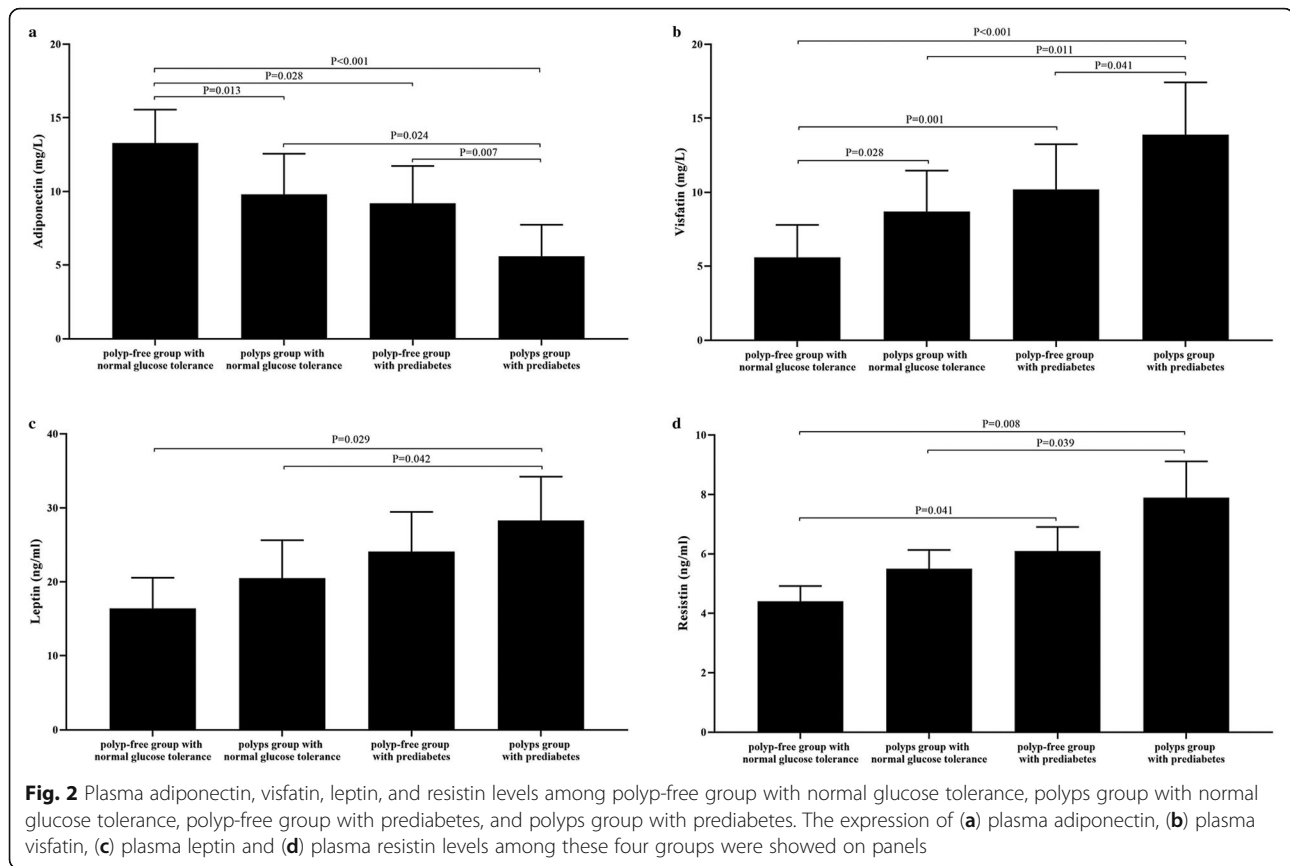 a
20
15
10
5
0
Adiponectin (mg/L)
P<0.001
P=0.028
P=0.013
P=0.024
P=0.007
polyp-free group with
normal glucose tolerance
polyps group with
normal glucose tolerance
polyp-free group
with prediabetes
polyps group
with prediabetes
b
20
15
10
5
0
Visfatin (mg/L)
P<0.001
P=0.011
P=0.041
P=0.001
P=0.028
polyp-free group with
normal glucose tolerance
polyps group with
normal glucose tolerance
polyp-free group
with prediabetes
polyps group
with prediabetes
c
40
30
20
10
0
Leptin (ng/ml)
P=0.029
P=0.042
polyp-free group with
normal glucose tolerance
polyps group with
normal glucose tolerance
polyp-free group
with prediabetes
polyps group
with prediabetes
d
10
8
6
4
2
0
Resistin (ng/ml)
P=0.008
P=0.039
P=0.041
polyp-free group with
normal glucose tolerance
polyps group with
normal glucose tolerance
polyp-free group
with prediabetes
polyps group
with prediabetes
Fig. 2 Plasma adiponectin, visfatin, leptin, and resistin levels among polyp-free group with normal glucose tolerance, polyps group with normal
glucose tolerance, polyp-free group with prediabetes, and polyps group with prediabetes. The expression of (a) plasma adiponectin, (b) plasma
visfatin, (c) plasma leptin and (d) plasma resistin levels among these four groups were showed on panels